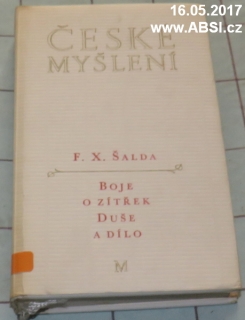 16.05.2017
www.ABSI.cz
ČESKÉ
MYŠLENÍ
F. X. ŠALDA
BOJE
O ZÍTŘEK
DUŠE
A DÍLO
M